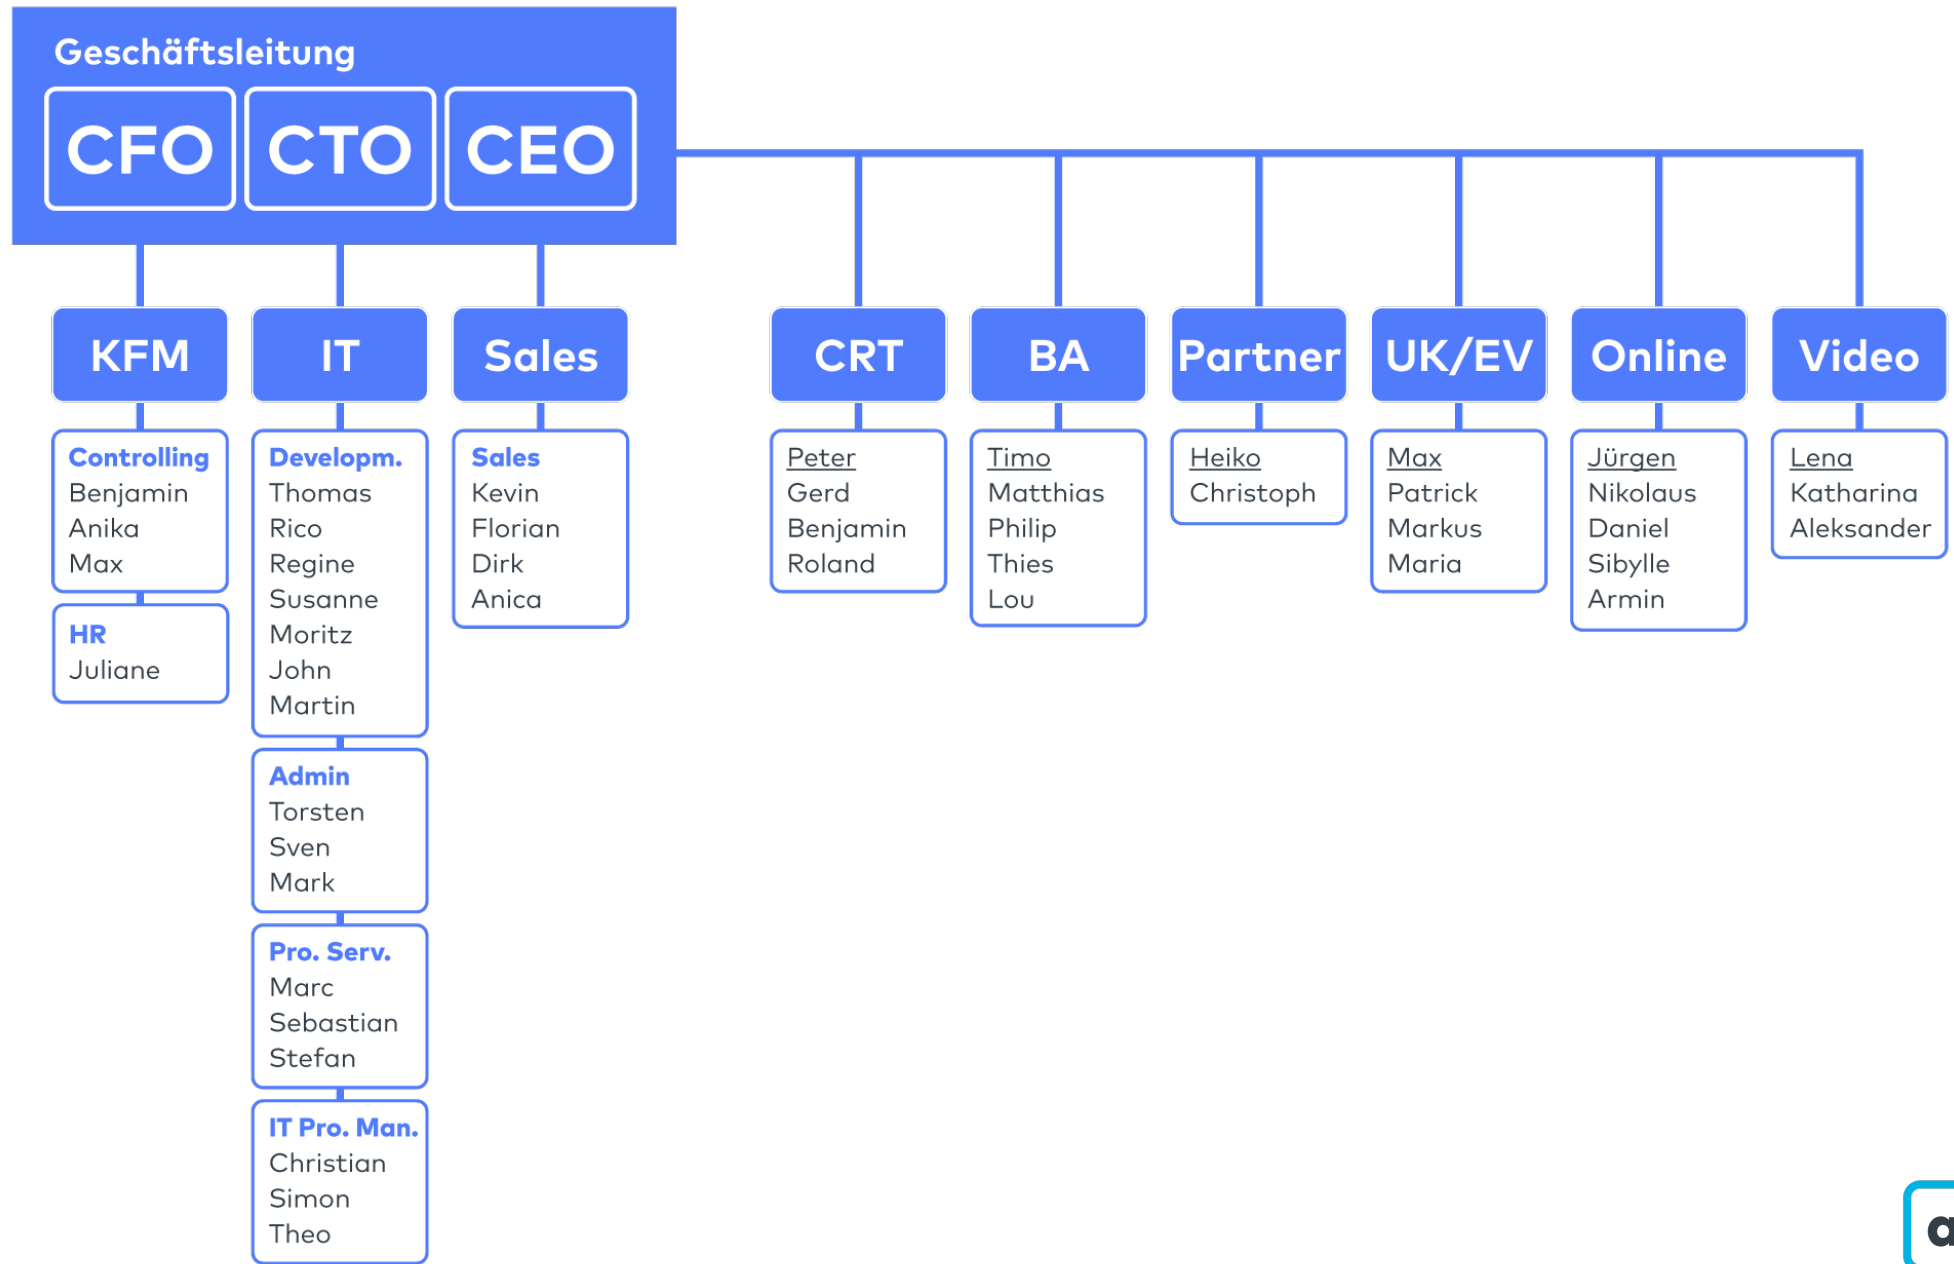 Geschäftsleitung
CFO
CTO
CEO
KFM
IT
Sales
CRT
BA
Partner
UK/EV
Online
Video
Controlling
Benjamin
Anika
Max
HR
Juliane
Developm.
Thomas
Rico
Regine
Susanne
Moritz
John
Martin
Admin
Torsten
Sven
Mark
Pro. Serv.
Marc
Sebastian
Stefan
IT Pro. Man.
Christian
Simon
Theo
Sales
Kevin
Florian
Dirk
Anica
Peter
Gerd
Benjamin
Roland
Timo
Matthias
Philip
Thies
Lou
Heiko
Christoph
Max
Patrick
Markus
Maria
Jürgen
Nikolaus
Daniel
Sibylle
Armin
Lena
Katharina
Aleksander